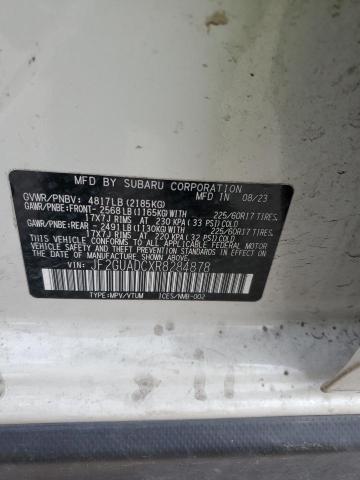 MFD BY SUBARU CORPORATION
MFD IN 08/23
GVWR/PNBV: 4817LB (2185KG)
GAWR/PNBE:FRONT- 2568LB(1165KG)WITH 225/60R17 TIRES,
17X7J RIMS AT 230 KPA(33 PSI)COLD
GAWR/PNBE:REAR - 2491LB(1130KG)WITH 225/60R17 TIRES,
17X7J RIMS AT 220 KPA(32 PSI)COLD
THIS VEHICLE CONFORMS TO ALL APPLICABLE FEDERAL MOTOR
VEHICLE SAFETY
STANDARDS IN EFFECT ON THE DATE OF MANUFACTURE SHOWN ABOVE.
VIN: JF2GUADCXR8284878
TYPE:MPV/VTUM ICES/NMB-002